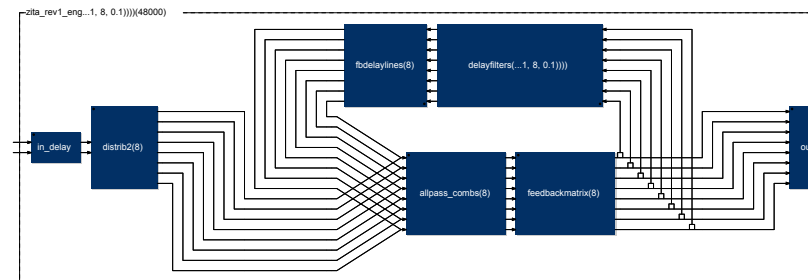 zita_rev1_eng...1, 8, 0.1))))(48000)
fbdelaylines(8)
delayfilters(...1, 8, 0.1))))
in_delay
distrib2(8)
allpass_combs(8)
feedbackmatrix(8)
ou